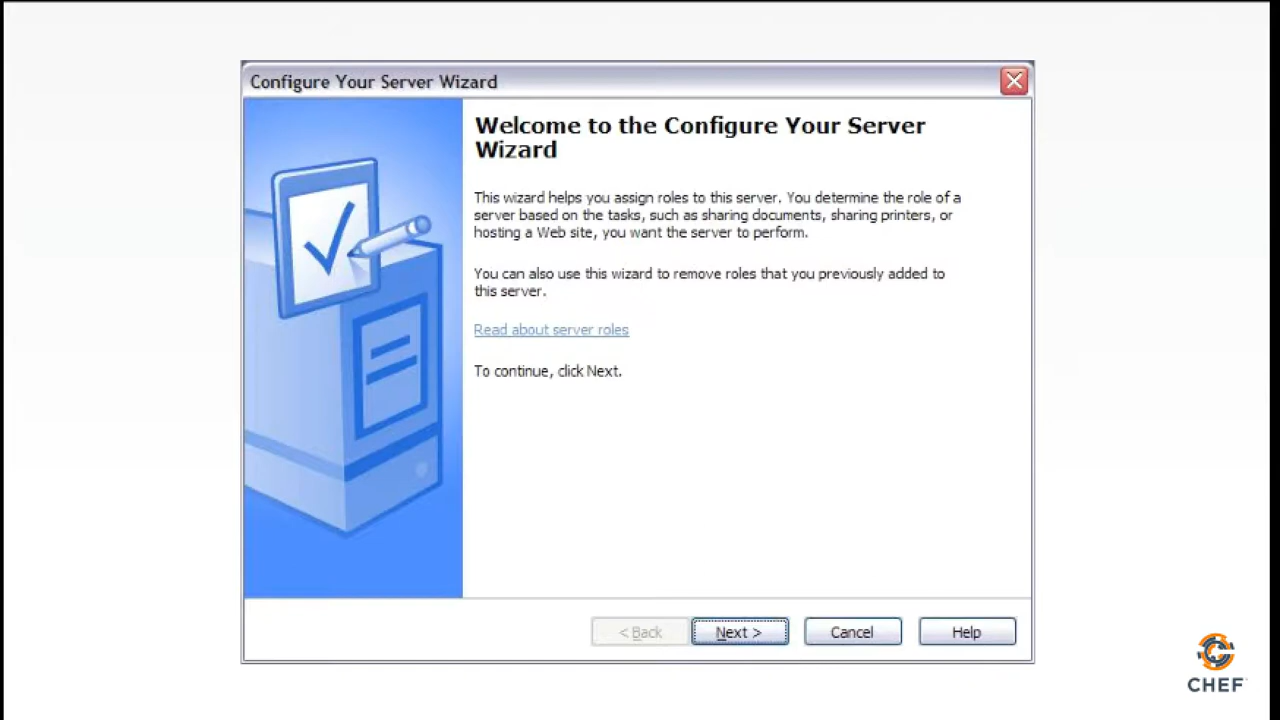 Configure Your Server Wizard
Welcome to the Configure Your Server
Wizard
This wizard helps you assign roles to this server. You determine the role of a
server based on the tasks, such as sharing documents, sharing printers, or
hosting a Web site, you want the server to perform.
You can also use this wizard to remove roles that you previously added to
this server.
Read about server roles
To continue, click Next.
< Back
Next >
Cancel
Help
CHEF